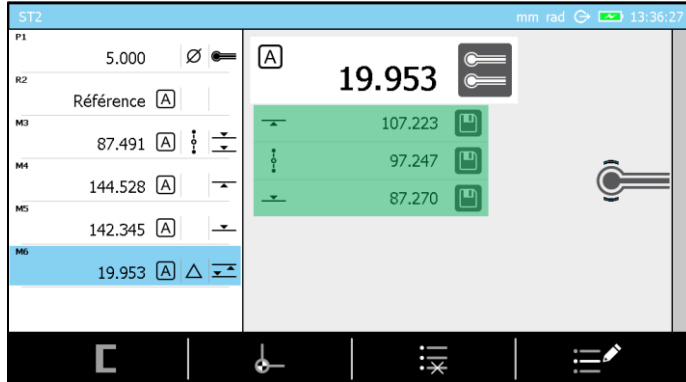 ST2
mm rad 13:36:27
P1
5.000
R2
Référence A
M3
87.491 A
M4
144.528 A
M5
142.345 A
M6
19.953 A
A
19.953
107.223
97.247
87.270